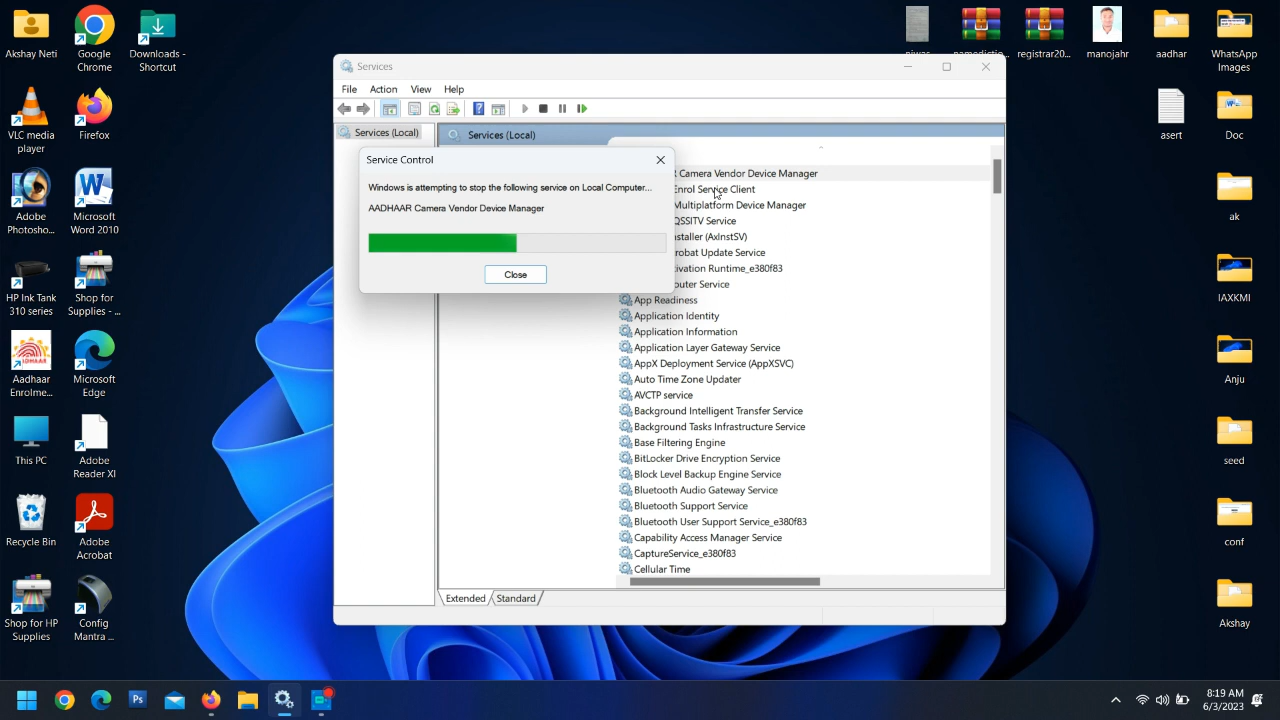 Akshay Neti
Google
Chrome
Downloads -
Shortcut
VLC media
player
Firefox
Adobe
Photosho...
Microsoft
Word 2010
HP Ink Tank
310 series
Shop for
Supplies - ...
Aadhaar
Enrolme...
Microsoft
Edge
This PC
Adobe
Reader XI
Recycle Bin
Adobe
Acrobat
Shop for HP
Supplies
Config
Mantra ...
registrar20...
manojahr
aadhar
WhatsApp
Images
asert
Doc
ak
IAXKMI
Anju
seed
conf
Akshay
Services
File Action View Help
Services (Local)
Services (Local)
Service Control
Windows is attempting to stop the following service on Local Computer...
AADHAAR Camera Vendor Device Manager
Close
Camera Vendor Device Manager
Enrol Service Client
Multiplatform Device Manager
QSSITV Service
nstaller (AxInstSV)
robat Update Service
ivation Runtime_e380f83
outer Service
App Readiness
Application Identity
Application Information
Application Layer Gateway Service
AppX Deployment Service (AppXSVC)
Auto Time Zone Updater
AVCTP service
Background Intelligent Transfer Service
Background Tasks Infrastructure Service
Base Filtering Engine
BitLocker Drive Encryption Service
Block Level Backup Engine Service
Bluetooth Audio Gateway Service
Bluetooth Support Service
Bluetooth User Support Service_e380f83
Capability Access Manager Service
CaptureService_e380f83
Cellular Time
Extended Standard
Ps
8:19 AM
6/3/2023